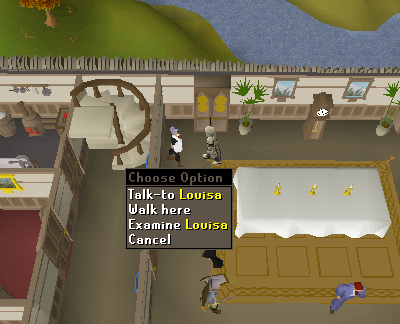 Choose Option
Talk-to Louisa
Walk here
Examine Louisa
Cancel